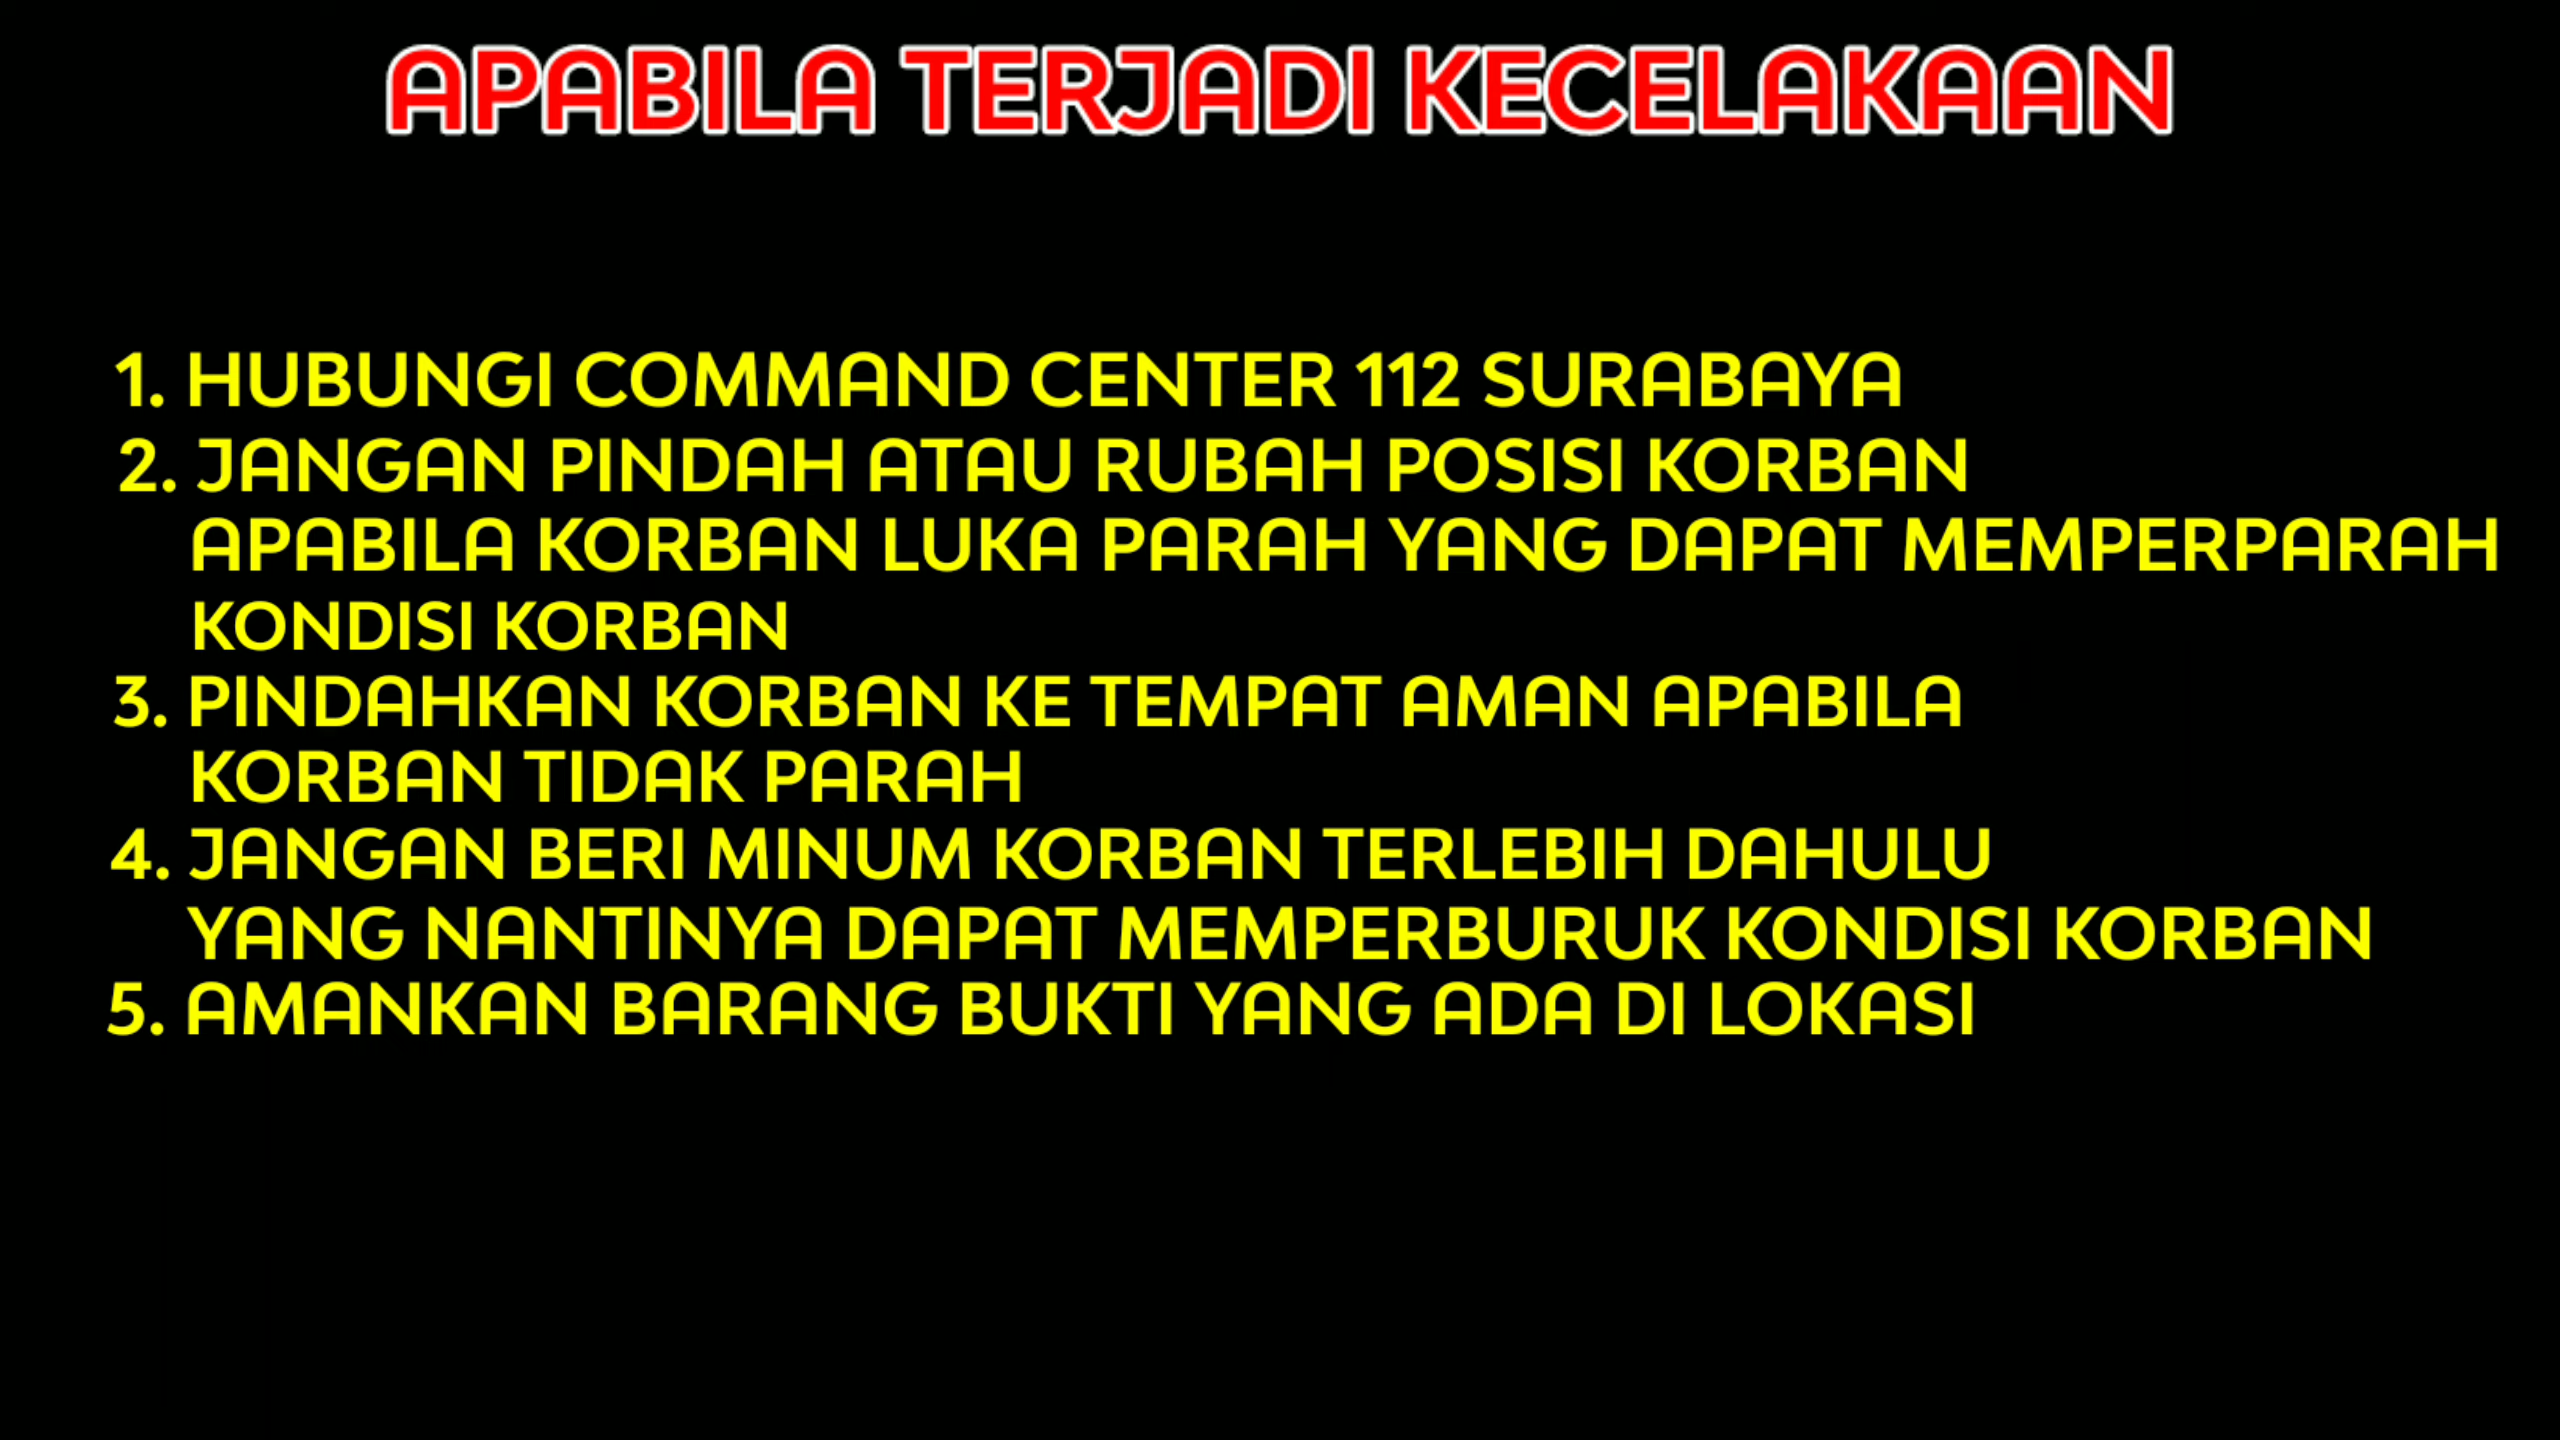 APABILA TERJADI KECELAKAAN
1. HUBUNGI COMMAND CENTER 112 SURABAYA
2. JANGAN PINDAH ATAU RUBAH POSISI KORBAN
APABILA KORBAN LUKA PARAH YANG DAPAT MEMPERPARAH
KONDISI KORBAN
3. PINDAHKAN KORBAN KE TEMPAT AMAN APABILA
KORBAN TIDAK PARAH
4. JANGAN BERI MINUM KORBAN TERLEBIH DAHULU
YANG NANTINYA DAPAT MEMPERBURUK KONDISI KORBAN
5. AMANKAN BARANG BUKTI YANG ADA DI LOKASI